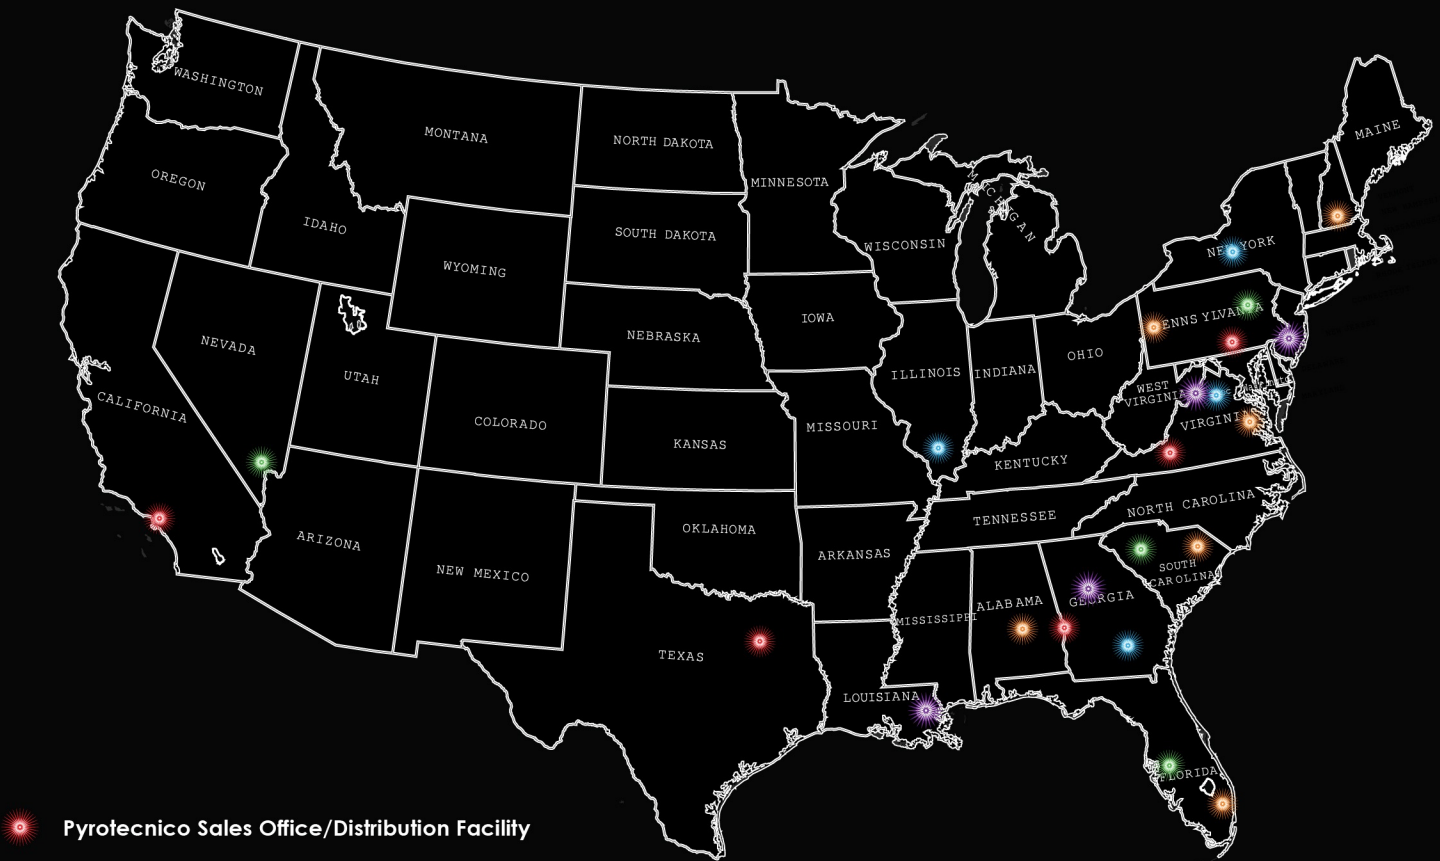 WASHINGTON
MONTANA
NORTH DAKOTA
MINNESOTA
MAINE
OREGON
IDAHO
SOUTH DAKOTA
WISCONSIN
MICHIGAN
NEW YORK
WYOMING
NEVADA
UTAH
NEBRASKA
IOWA
ILLINOIS
INDIANA
OHIO
PENNSYLVANIA
CALIFORNIA
COLORADO
KANSAS
MISSOURI
WEST
VIRGINIA
VIRGINIA
KENTUCKY
ARIZONA
NEW MEXICO
OKLAHOMA
ARKANSAS
TENNESSEE
NORTH CAROLINA
SOUTH
CAROLINA
TEXAS
LOUISIANA
MISSISSIPPI
ALABAMA
GEORGIA
FLORIDA
Pyrotecnico Sales Office/Distribution Facility